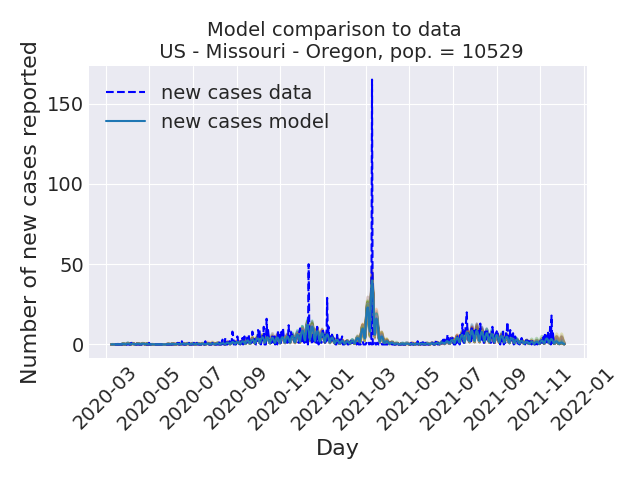 Model comparison to data
US - Missouri - Oregon, pop. = 10529
Number of new cases reported
150
100
50
0
new cases data
new cases model
2020-03
2020-05
2020-07
2020-09
2020-11
2021-01
2021-03
2021-05
2021-07
2021-09
2021-11
2022-01
Day